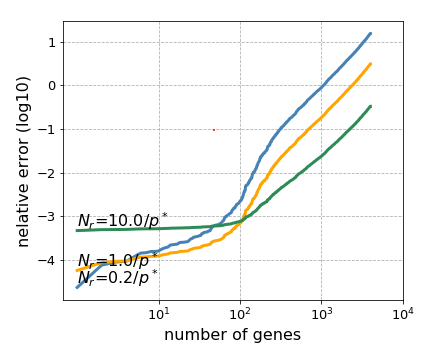 nelative error (log10)
1
0
−1
−2
−3
−4
N_r=10.0/p*
N_r=1.0/p*
N_r=0.2/p*
10^1
10^2
10^3
10^4
number of genes